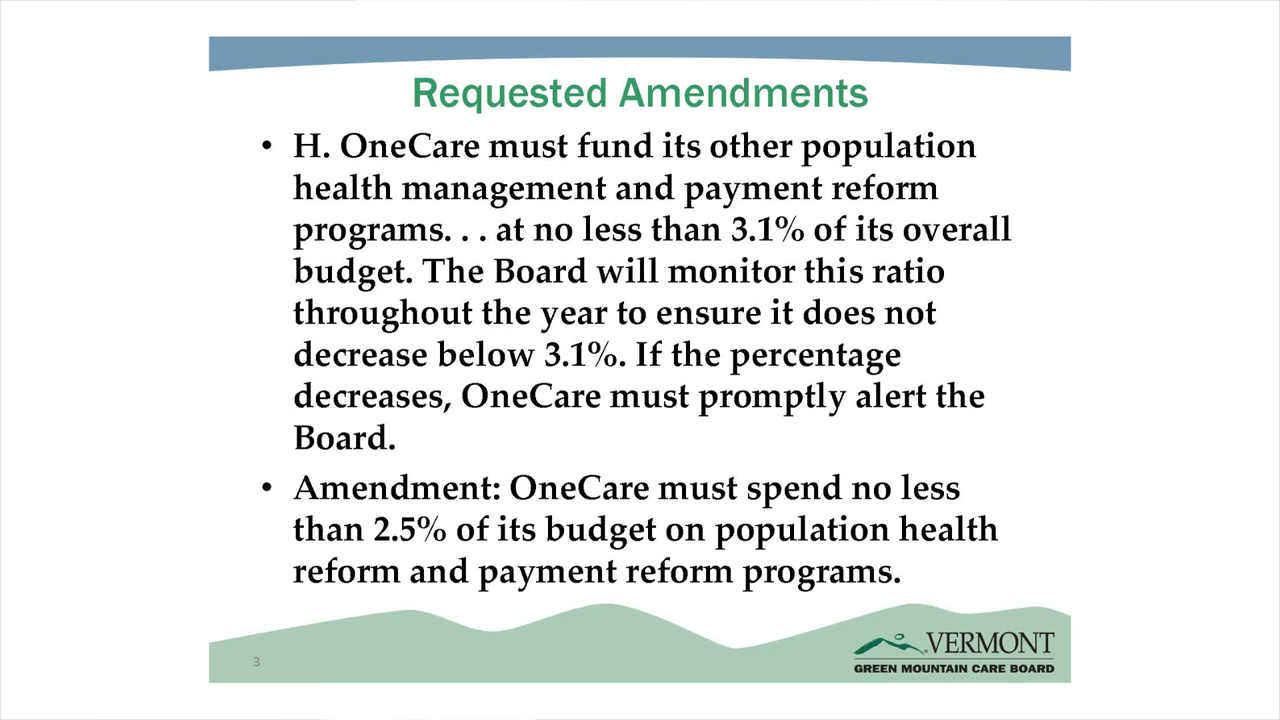 Requested Amendments
• H. OneCare must fund its other population
health management and payment reform
programs. . . at no less than 3.1% of its overall
budget. The Board will monitor this ratio
throughout the year to ensure it does not
decrease below 3.1%. If the percentage
decreases, OneCare must promptly alert the
Board.
• Amendment: OneCare must spend no less
than 2.5% of its budget on population health
reform and payment reform programs.
3
VERMONT
GREEN MOUNTAIN CARE BOARD